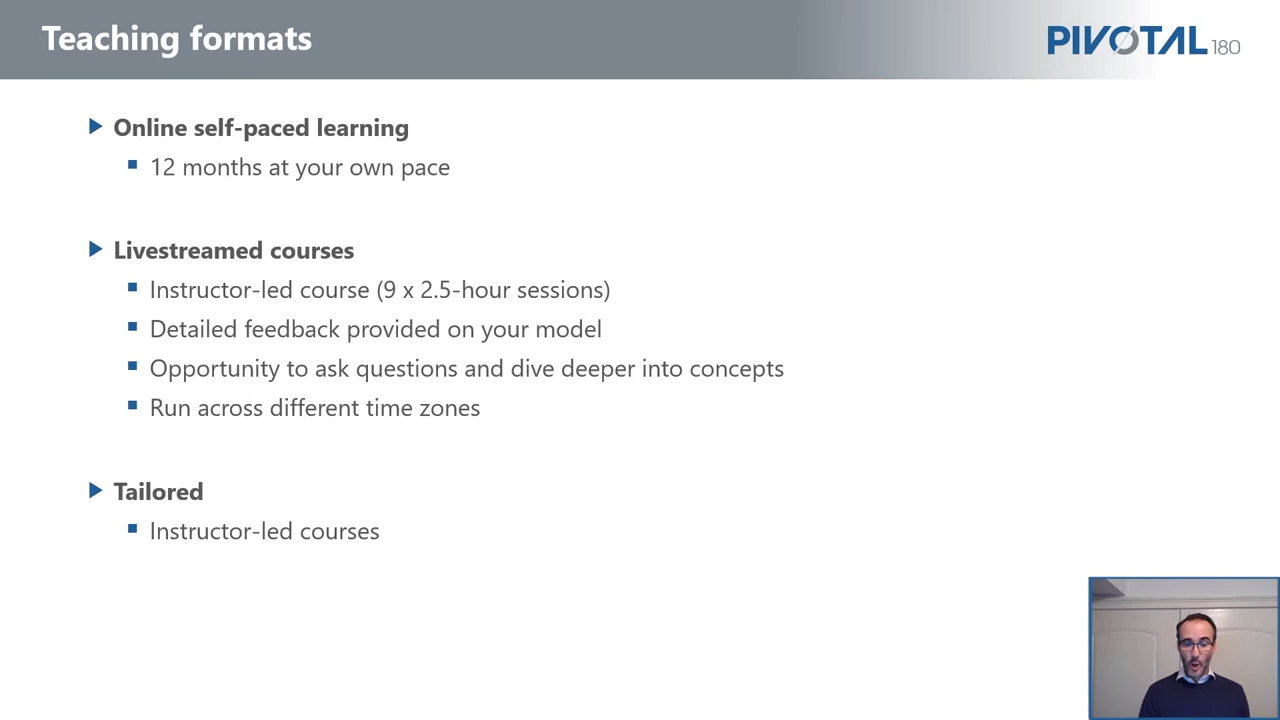 Teaching formats
PIVOTAL 180
Online self-paced learning
12 months at your own pace
Livestreamed courses
Instructor-led course (9 x 2.5-hour sessions)
Detailed feedback provided on your model
Opportunity to ask questions and dive deeper into concepts
Run across different time zones
Tailored
Instructor-led courses